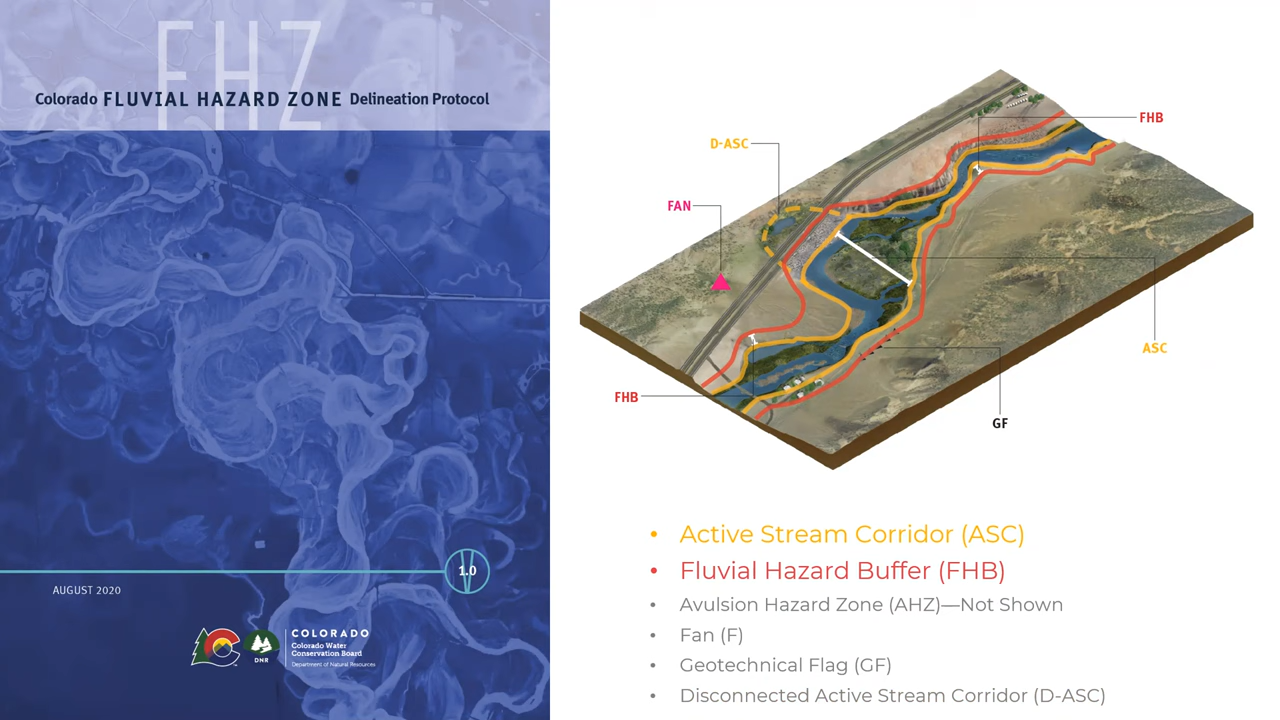 FHZ
Colorado FLUVIAL HAZARD ZONE Delineation Protocol
1.0
AUGUST 2020
COLORADO
Colorado Water
Conservation Board
Department of Natural Resources
DNR
FHB
D-ASC
FAN
ASC
FHB
GF
• Active Stream Corridor (ASC)
• Fluvial Hazard Buffer (FHB)
• Avulsion Hazard Zone (AHZ)—Not Shown
• Fan (F)
• Geotechnical Flag (GF)
• Disconnected Active Stream Corridor (D-ASC)